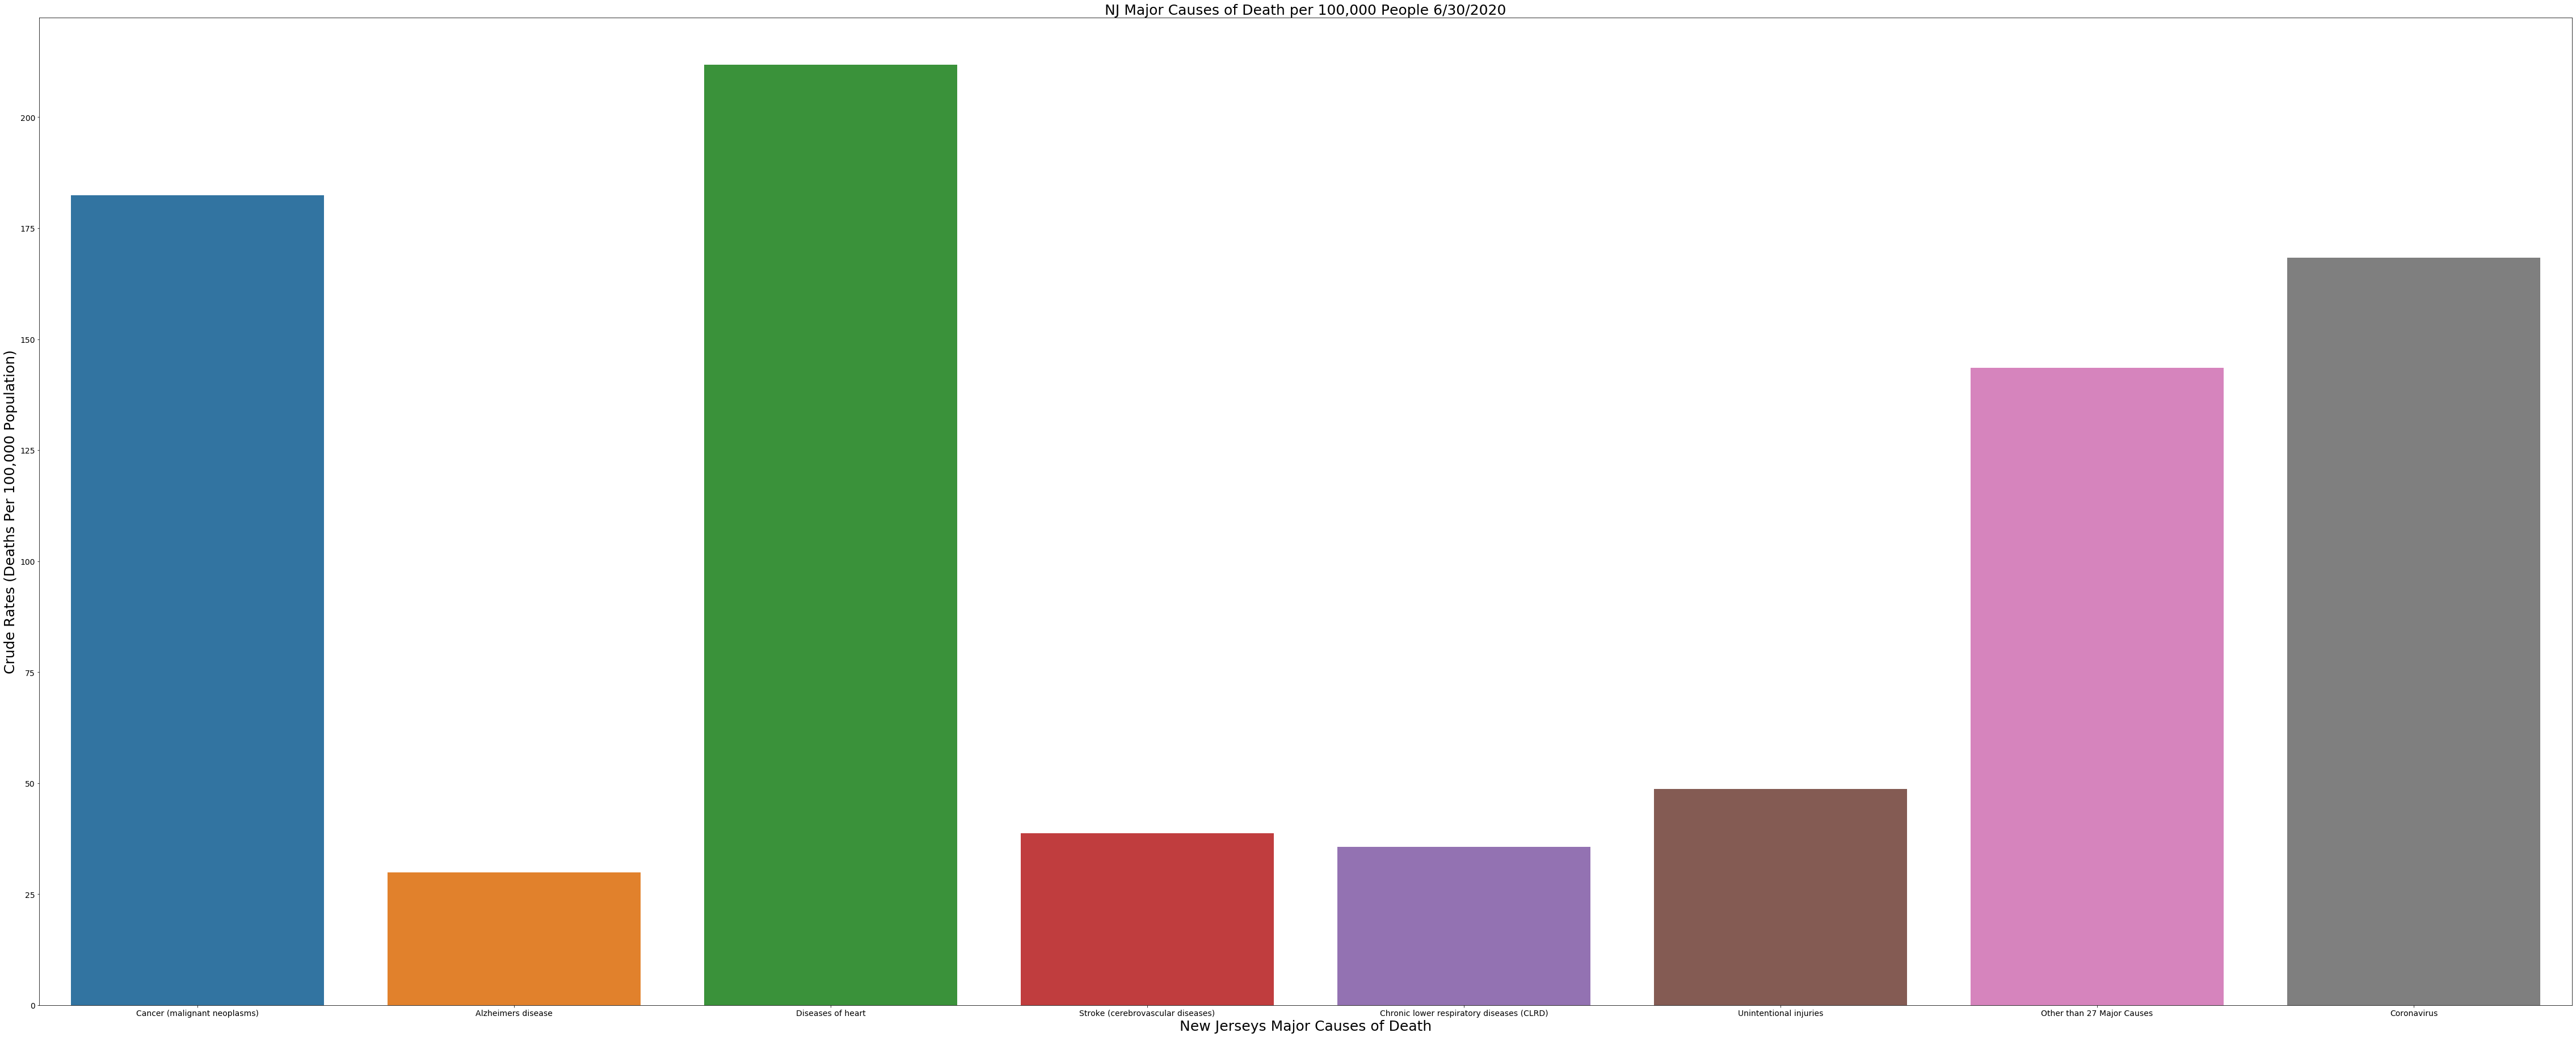 NJ Major Causes of Death per 100,000 People 6/30/2020
Crude Rates (Deaths Per 100,000 Population)
200
175
150
125
100
75
50
25
0
Cancer (malignant neoplasms)
Alzheimers disease
Diseases of heart
Stroke (cerebrovascular diseases)
Chronic lower respiratory diseases (CLRD)
Unintentional injuries
Other than 27 Major Causes
Coronavirus
New Jerseys Major Causes of Death